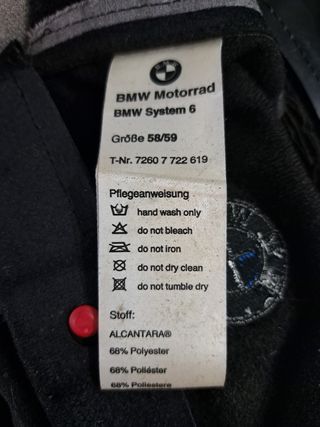 BMW Motorrad
BMW System 6
Größe 58/59
T-Nr. 7260 7 722 619
Pflegeanweisung
hand wash only
do not bleach
do not iron
do not dry clean
do not tumble dry
Stoff:
ALCANTARA®
68% Polyester
68% Poliéster
68% Poliestere